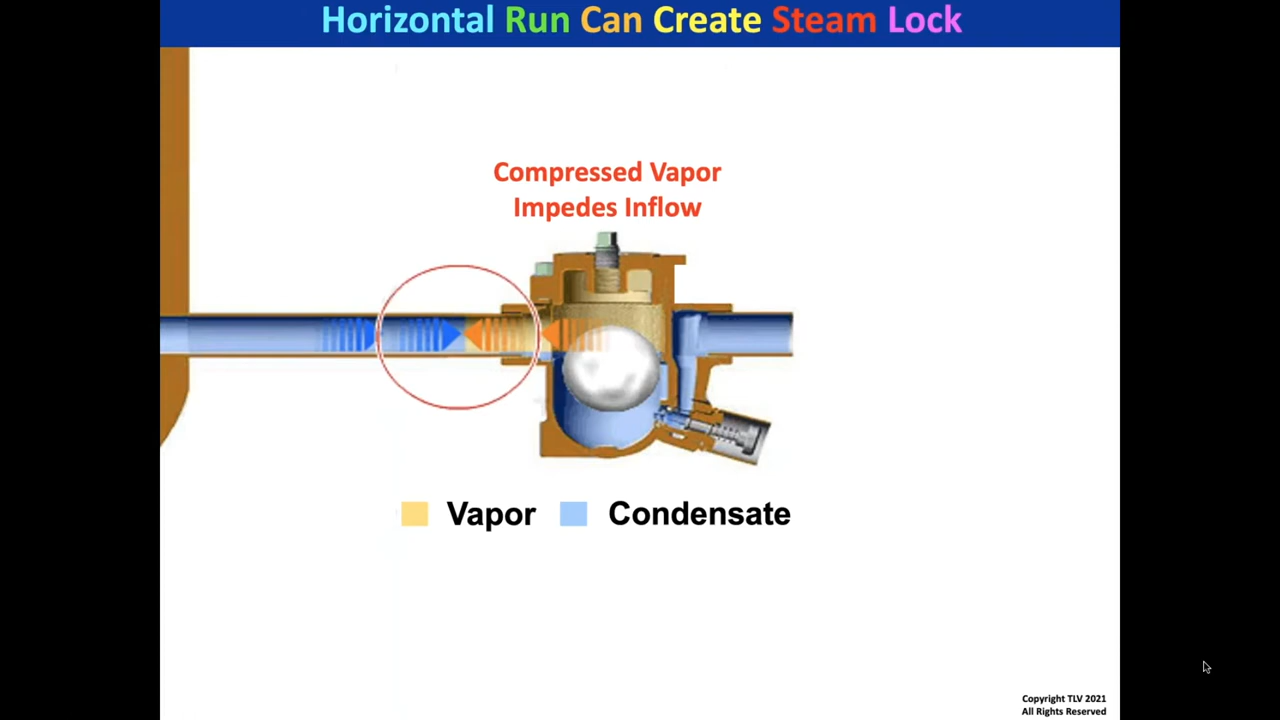 Horizontal Run Can Create Steam Lock
Compressed Vapor
Impedes Inflow
Vapor Condensate
Copyright TLV 2021
All Rights Reserved